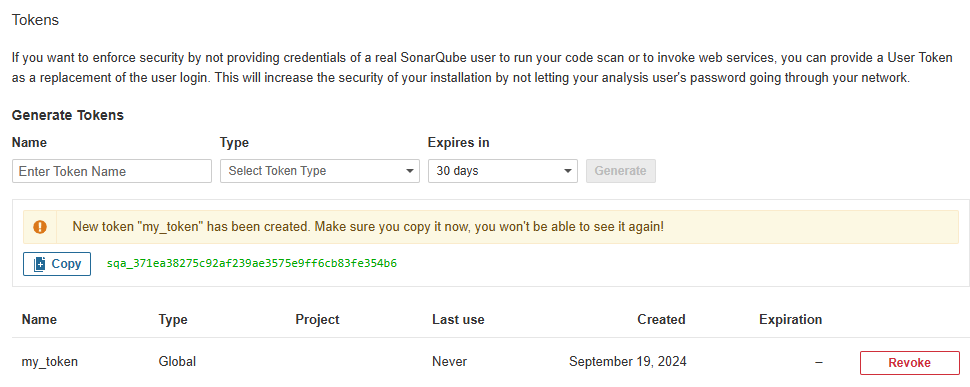 Tokens
If you want to enforce security by not providing credentials of a real SonarQube user to run your code scan or to invoke web services, you can provide a User Token
as a replacement of the user login. This will increase the security of your installation by not letting your analysis user's password going through your network.
Generate Tokens
Name Type Expires in
Enter Token Name Select Token Type 30 days Generate
New token "my_token" has been created. Make sure you copy it now, you won't be able to see it again!
Copy sqa_371ea38275c92af239ae3575e9ff6cb83fe354b6
Name Type Project Last use Created Expiration
my_token Global Never September 19, 2024 – Revoke